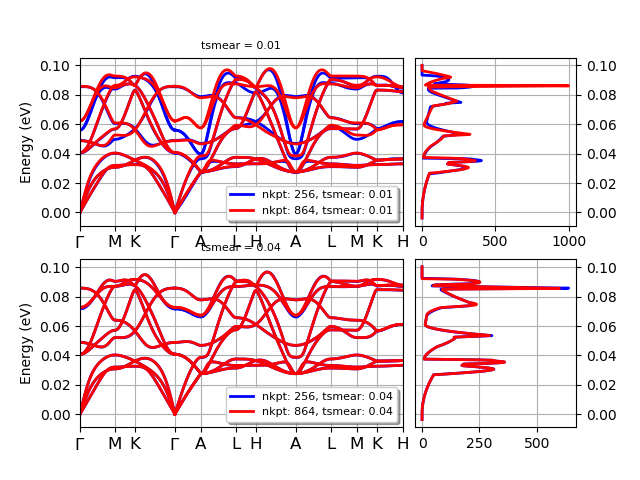 tsmear = 0.01
0.10
0.08
0.06
0.04
0.02
0.00
Energy (eV)
nkpt: 256, tsmear: 0.01
nkpt: 864, tsmear: 0.01
Γ M K Γ A L H A L M K H
0.10
0.08
0.06
0.04
0.02
0.00
0 500 1000
tsmear = 0.04
0.10
0.08
0.06
0.04
0.02
0.00
Energy (eV)
nkpt: 256, tsmear: 0.04
nkpt: 864, tsmear: 0.04
Γ M K Γ A L H A L M K H
0.10
0.08
0.06
0.04
0.02
0.00
0 250 500